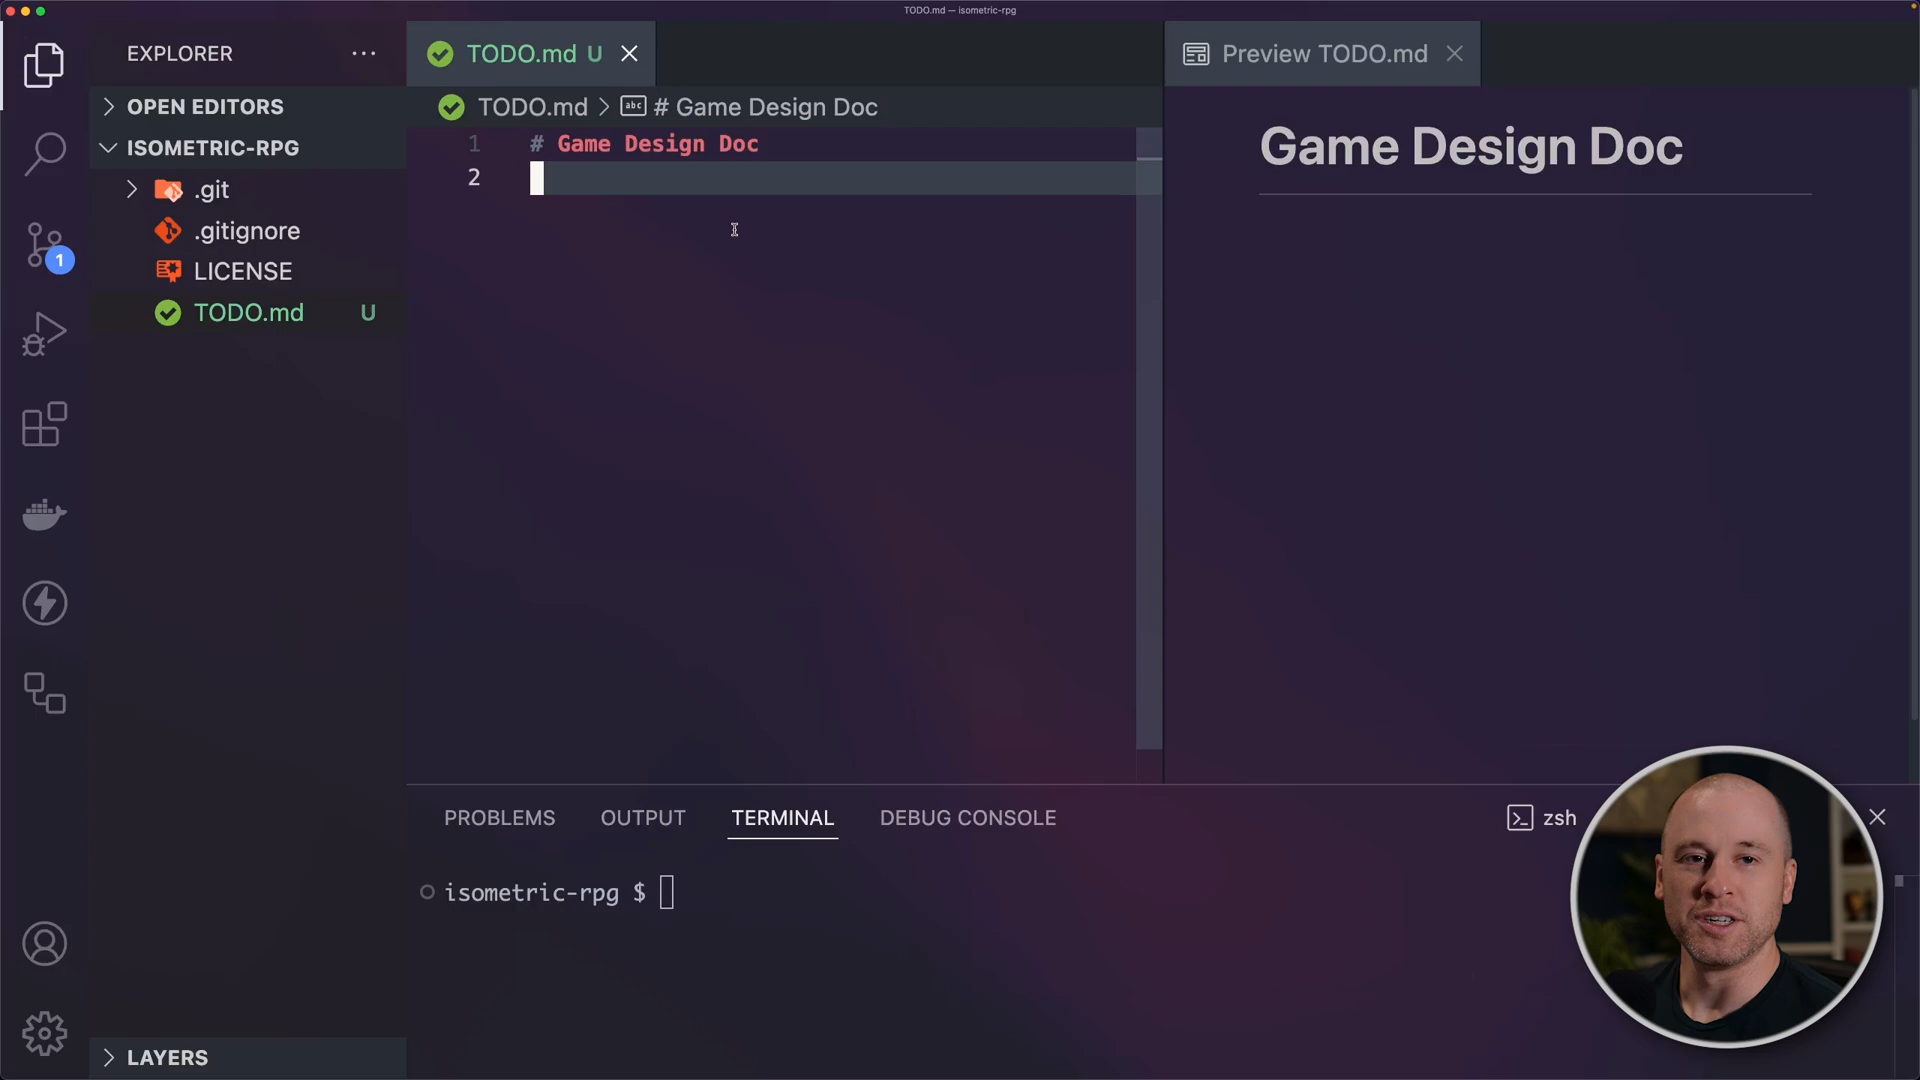 TODO.md — isometric-rpg
EXPLORER
TODO.md U
Preview TODO.md
OPEN EDITORS
TODO.md > abc # Game Design Doc
ISOMETRIC-RPG
1 # Game Design Doc
2
Game Design Doc
.git
.gitignore
LICENSE
TODO.md U
1
PROBLEMS OUTPUT TERMINAL DEBUG CONSOLE
zsh
isometric-rpg $
LAYERS